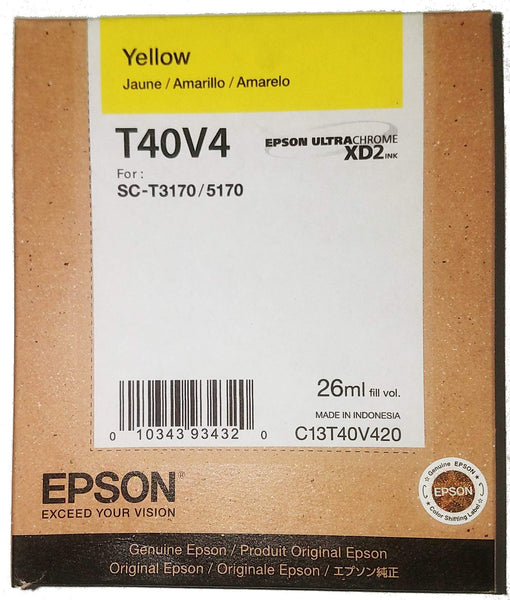 Yellow
Jaune / Amarillo / Amarelo
T40V4
EPSON ULTRACHROME
XD2 INK
For :
SC-T3170/5170
26ml fill vol.
MADE IN INDONESIA
0 10343 93432 0
C13T40V420
Genuine EPSON
EPSON
Color Shifting Label
EPSON®
EXCEED YOUR VISION
Genuine Epson / Produit Original Epson
Original Epson / Originale Epson / エプソン純正